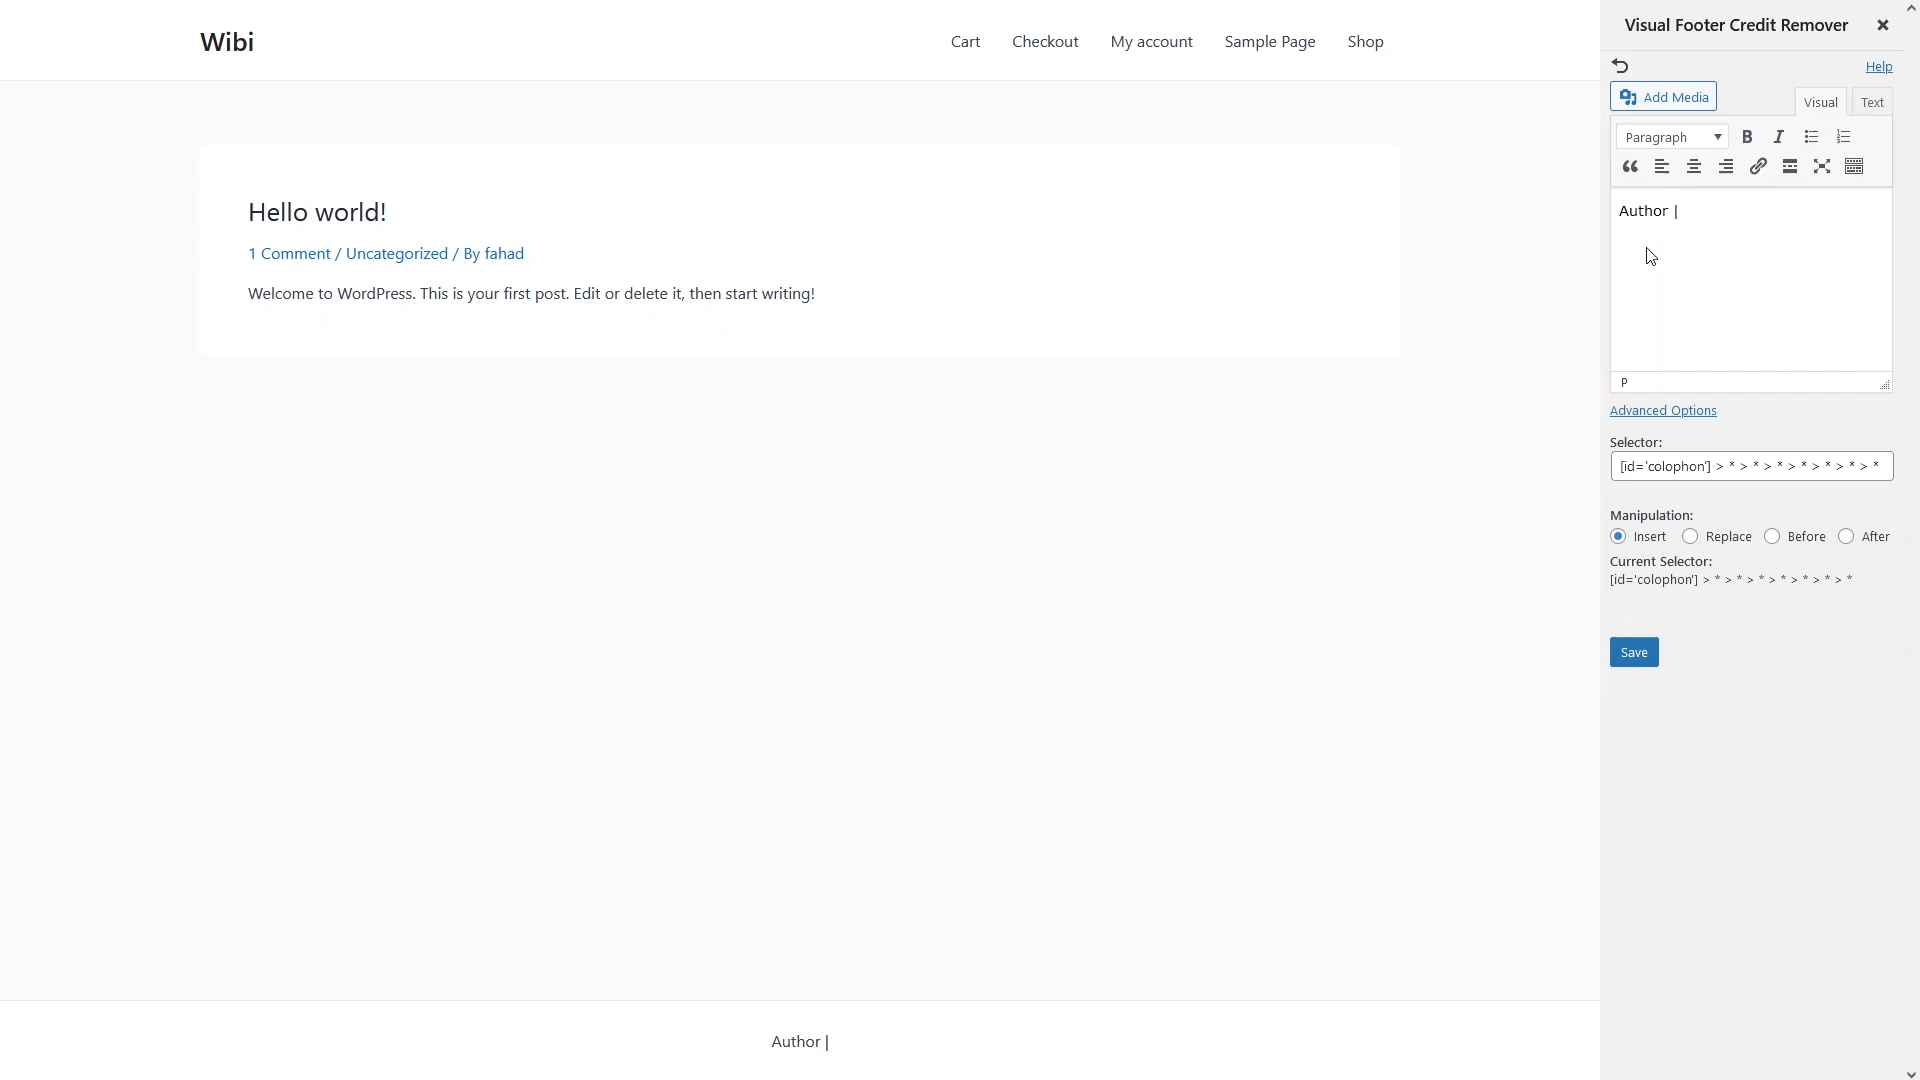 Wibi
Cart Checkout My account Sample Page Shop
Hello world!
1 Comment / Uncategorized / By fahad
Welcome to WordPress. This is your first post. Edit or delete it, then start writing!
Author |
Visual Footer Credit Remover
Help
Add Media
Visual Text
Paragraph
Author |
P
Advanced Options
Selector:
[id='colophon'] > * > * > * > * > * > * > *
Manipulation:
Insert Replace Before After
Current Selector:
[id='colophon'] > * > * > * > * > * > * > *
Save